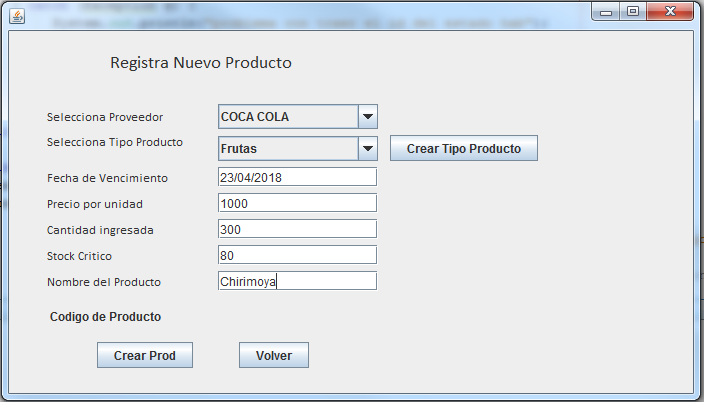 Registra Nuevo Producto
Selecciona Proveedor COCA COLA
Selecciona Tipo Producto Frutas Crear Tipo Producto
Fecha de Vencimiento 23/04/2018
Precio por unidad 1000
Cantidad ingresada 300
Stock Critico 80
Nombre del Producto Chirimoya
Codigo de Producto
Crear Prod Volver